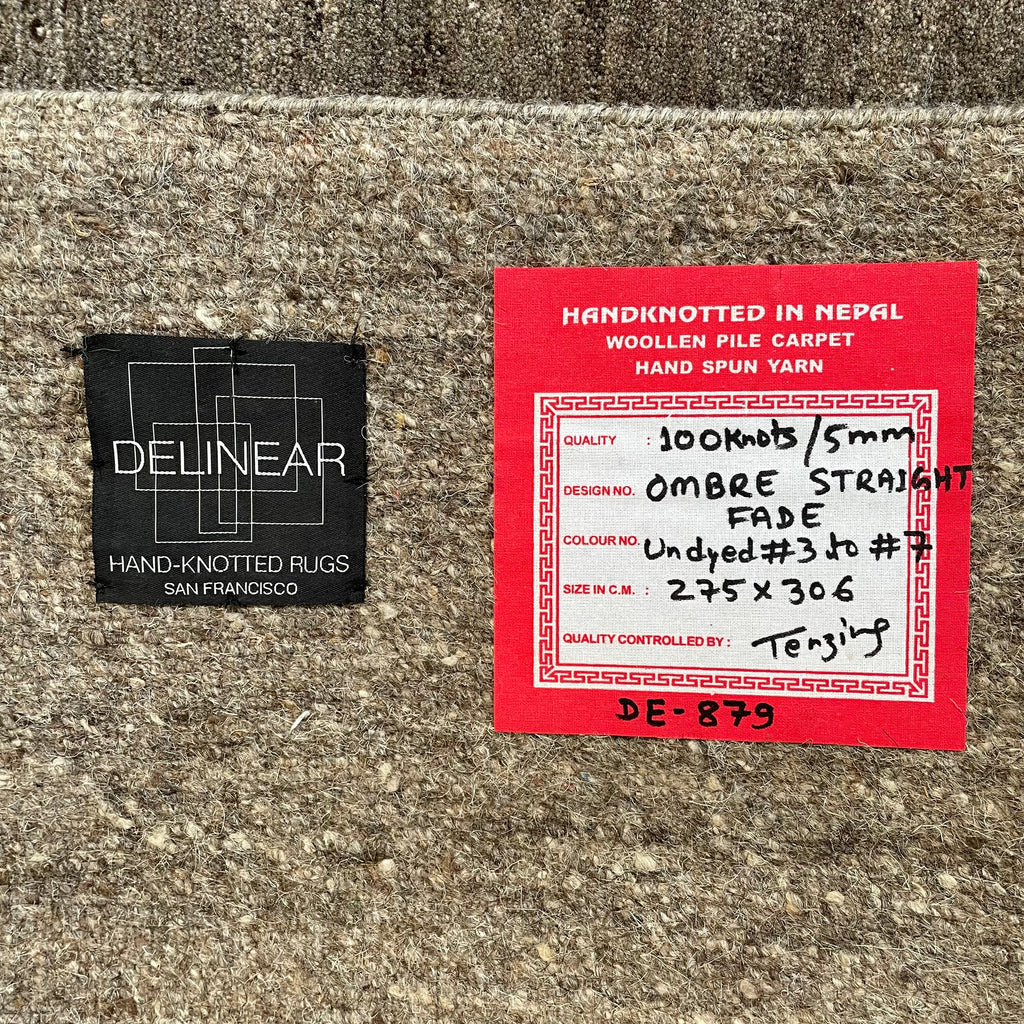 DELINEAR
HAND-KNOTTED RUGS
SAN FRANCISCO
HANDKNOTTED IN NEPAL
WOOLLEN PILE CARPET
HAND SPUN YARN
QUALITY : 100Knots/5mm
DESIGN NO. OMBRE STRAIGHT
FADE
COLOUR NO. Undyed #3 to #7
SIZE IN C.M. : 275 x 306
QUALITY CONTROLLED BY : Tenzing
DE-879